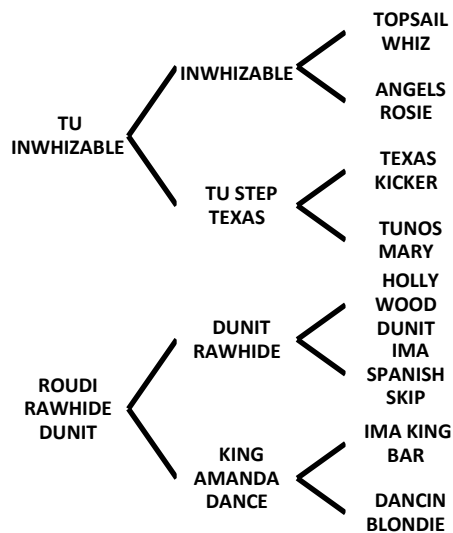 TOPSAIL
WHIZ
INWHIZABLE
ANGELS
ROSIE
TU
INWHIZABLE
TEXAS
KICKER
TU STEP
TEXAS
TUNOS
MARY
HOLLY
WOOD
DUNIT
DUNIT
RAWHIDE
IMA
SPANISH
SKIP
ROUDI
RAWHIDE
DUNIT
IMA KING
BAR
KING
AMANDA
DANCE
DANCIN
BLONDIE